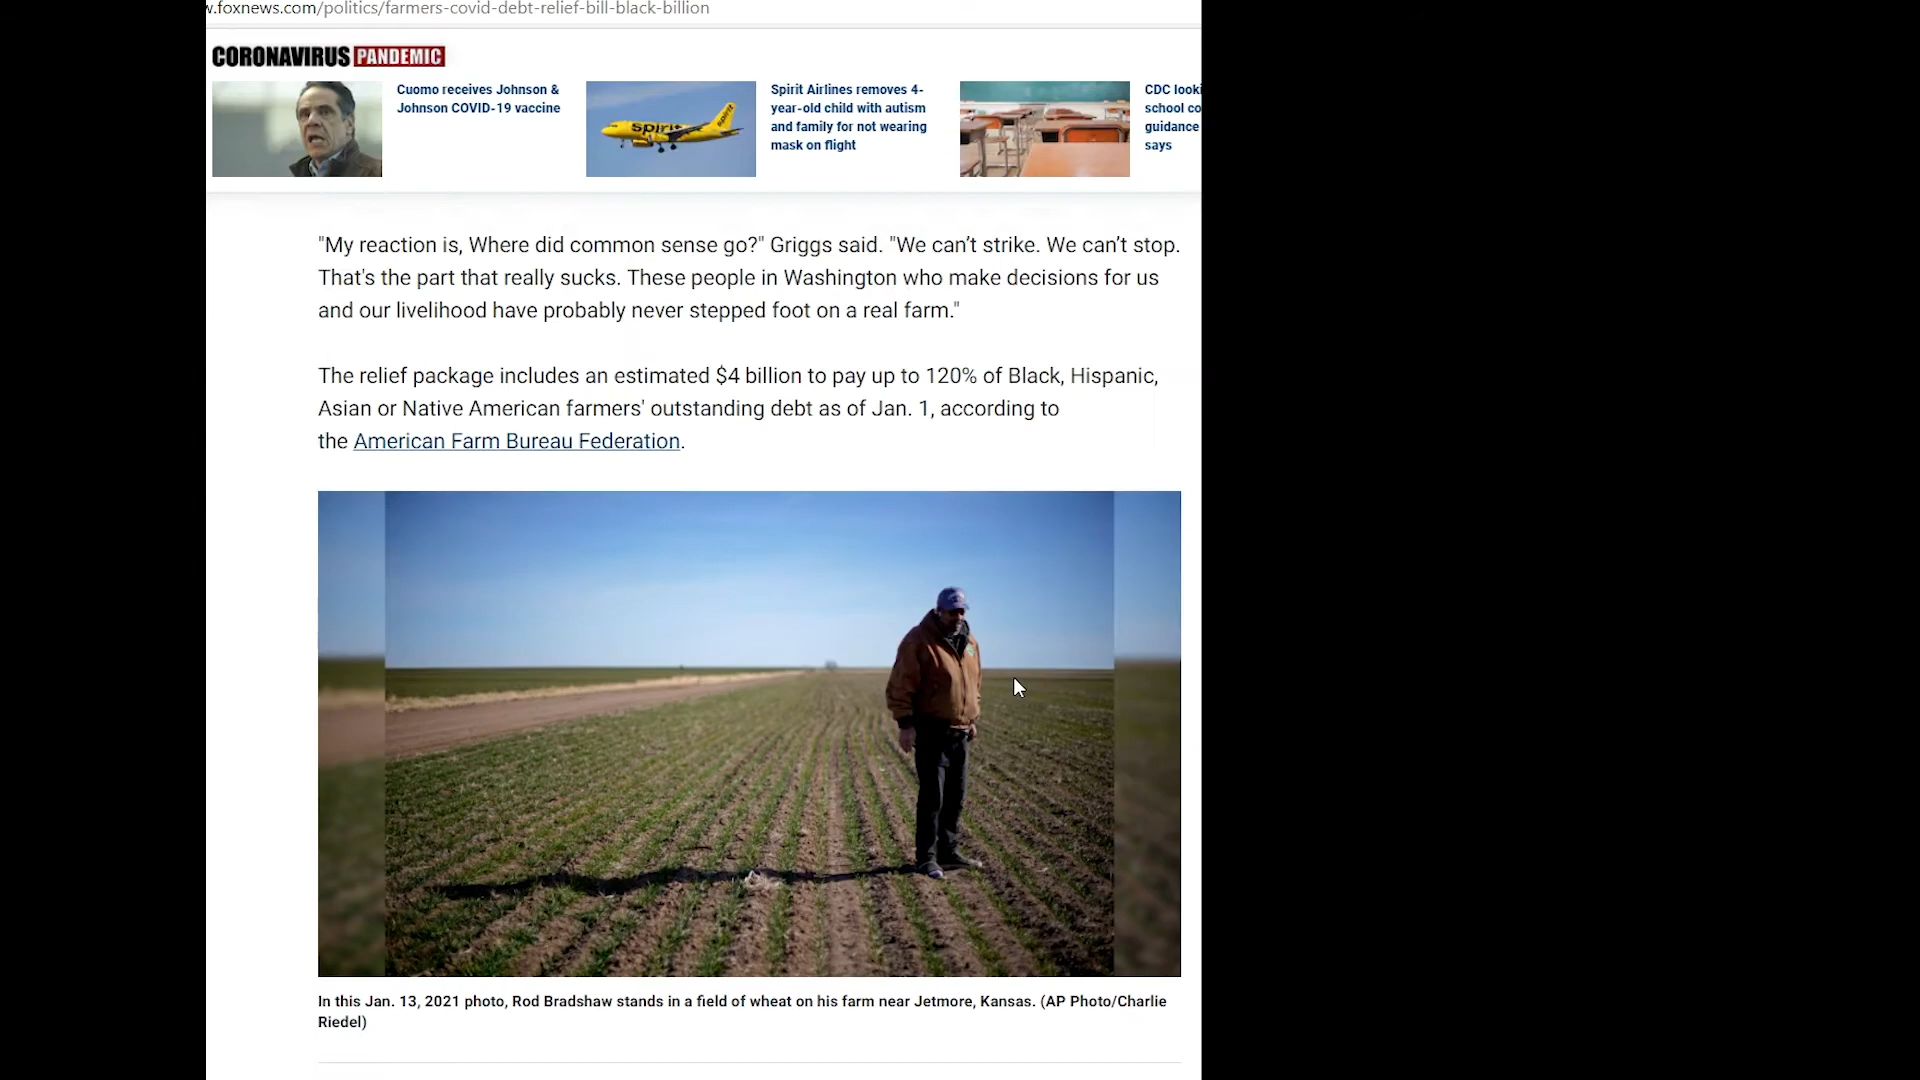 .foxnews.com/politics/farmers-covid-debt-relief-bill-black-billion
CORONAVIRUS PANDEMIC
Cuomo receives Johnson &
Johnson COVID-19 vaccine
Spirit Airlines removes 4-
year-old child with autism
and family for not wearing
mask on flight
CDC looki
school co
guidance
says
spirit
spirit
"My reaction is, Where did common sense go?" Griggs said. "We can’t strike. We can’t stop.
That's the part that really sucks. These people in Washington who make decisions for us
and our livelihood have probably never stepped foot on a real farm."
The relief package includes an estimated $4 billion to pay up to 120% of Black, Hispanic,
Asian or Native American farmers' outstanding debt as of Jan. 1, according to
the American Farm Bureau Federation.
In this Jan. 13, 2021 photo, Rod Bradshaw stands in a field of wheat on his farm near Jetmore, Kansas. (AP Photo/Charlie
Riedel)